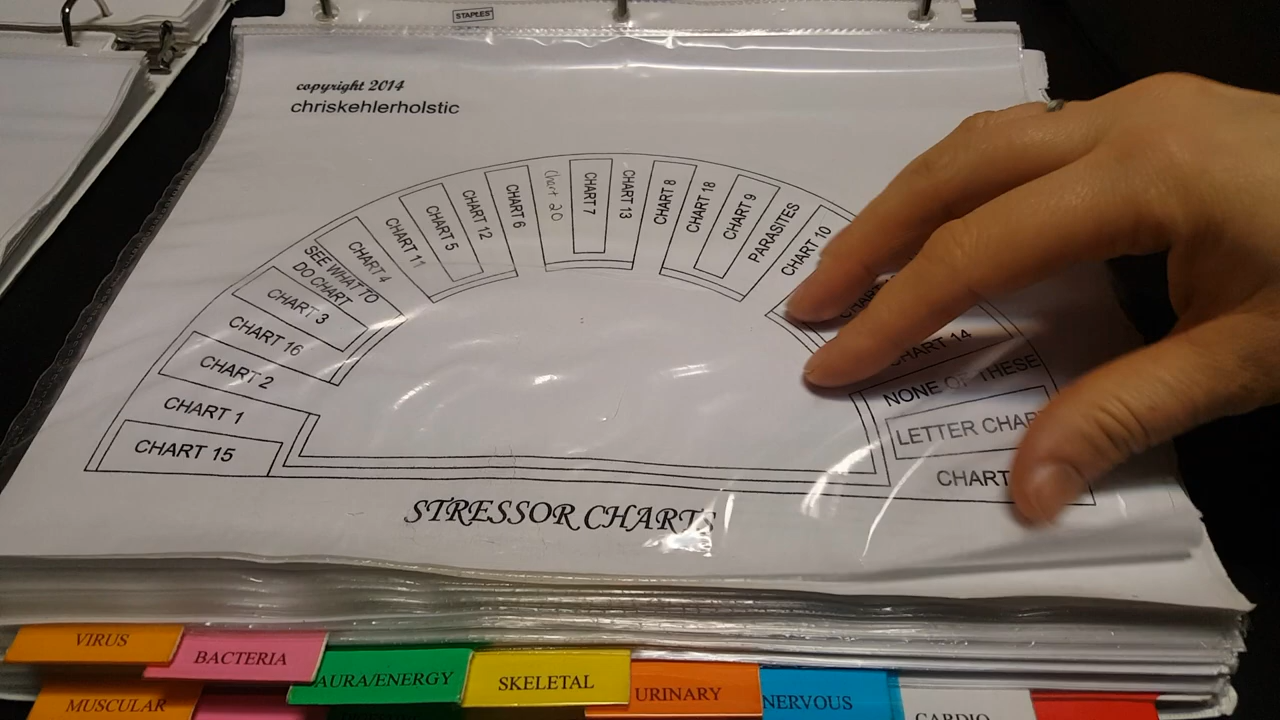 STAPLES
copyright 2014
chriskehlerholstic
CHART 15
CHART 1
CHART 2
CHART 16
CHART 3
SEE WHAT TO
DO CHART
CHART 4
CHART 11
CHART 5
CHART 12
CHART 6
Chart 20
CHART 7
CHART 13
CHART 8
CHART 18
CHART 9
PARASITES
CHART 10
CHART 14
NONE OF THESE
LETTER CHART
CHART
STRESSOR CHARTS
VIRUS
BACTERIA
AURA/ENERGY
SKELETAL
URINARY
NERVOUS
CARDIO
MUSCULAR